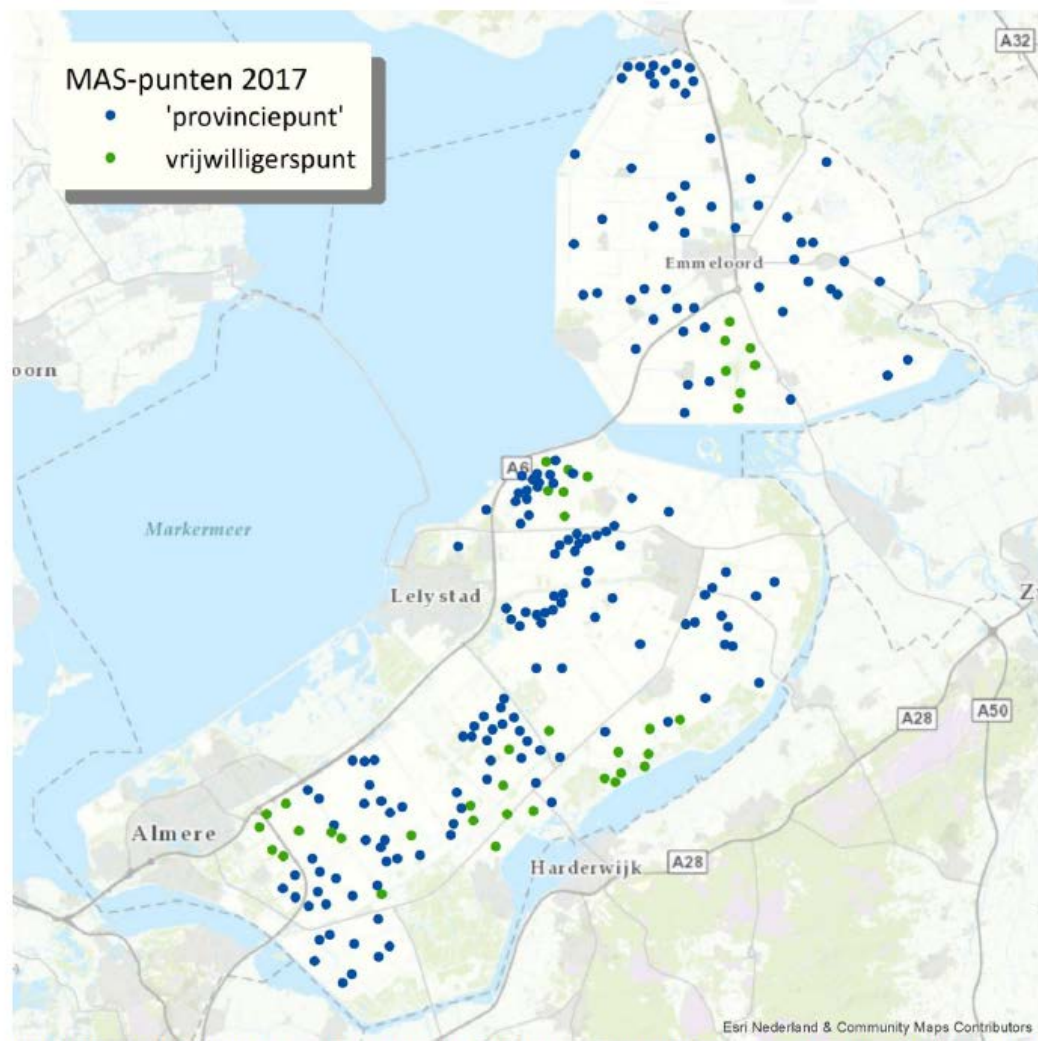 A32
MAS-punten 2017
'provinciepunt'
vrijwilligerspunt
Emmeloord
oorn
A6
Markermeer
Lelystad
Z
A28
A50
Almere
Harderwijk
A28
Esri Nederland & Community Maps Contributors